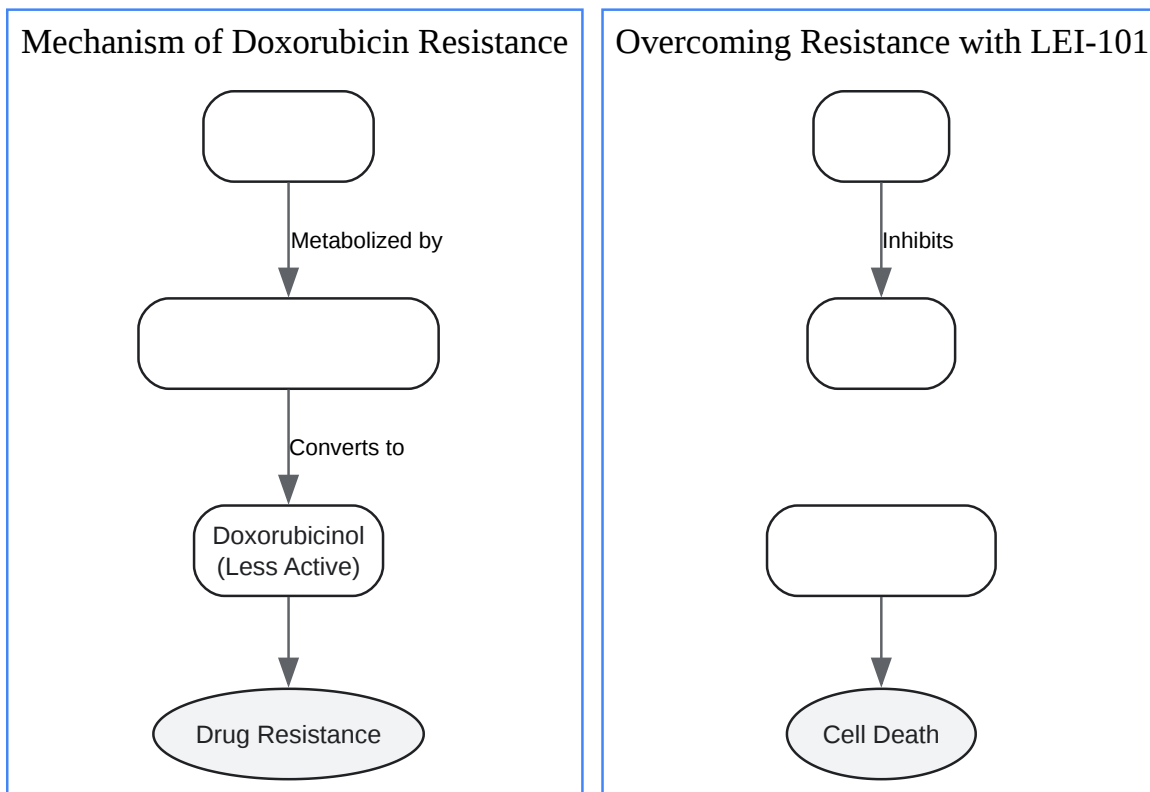 Mechanism of Doxorubicin Resistance
Metabolized by
Converts to
Doxorubicinol
(Less Active)
Drug Resistance
Overcoming Resistance with LEI-101
Inhibits
Cell Death